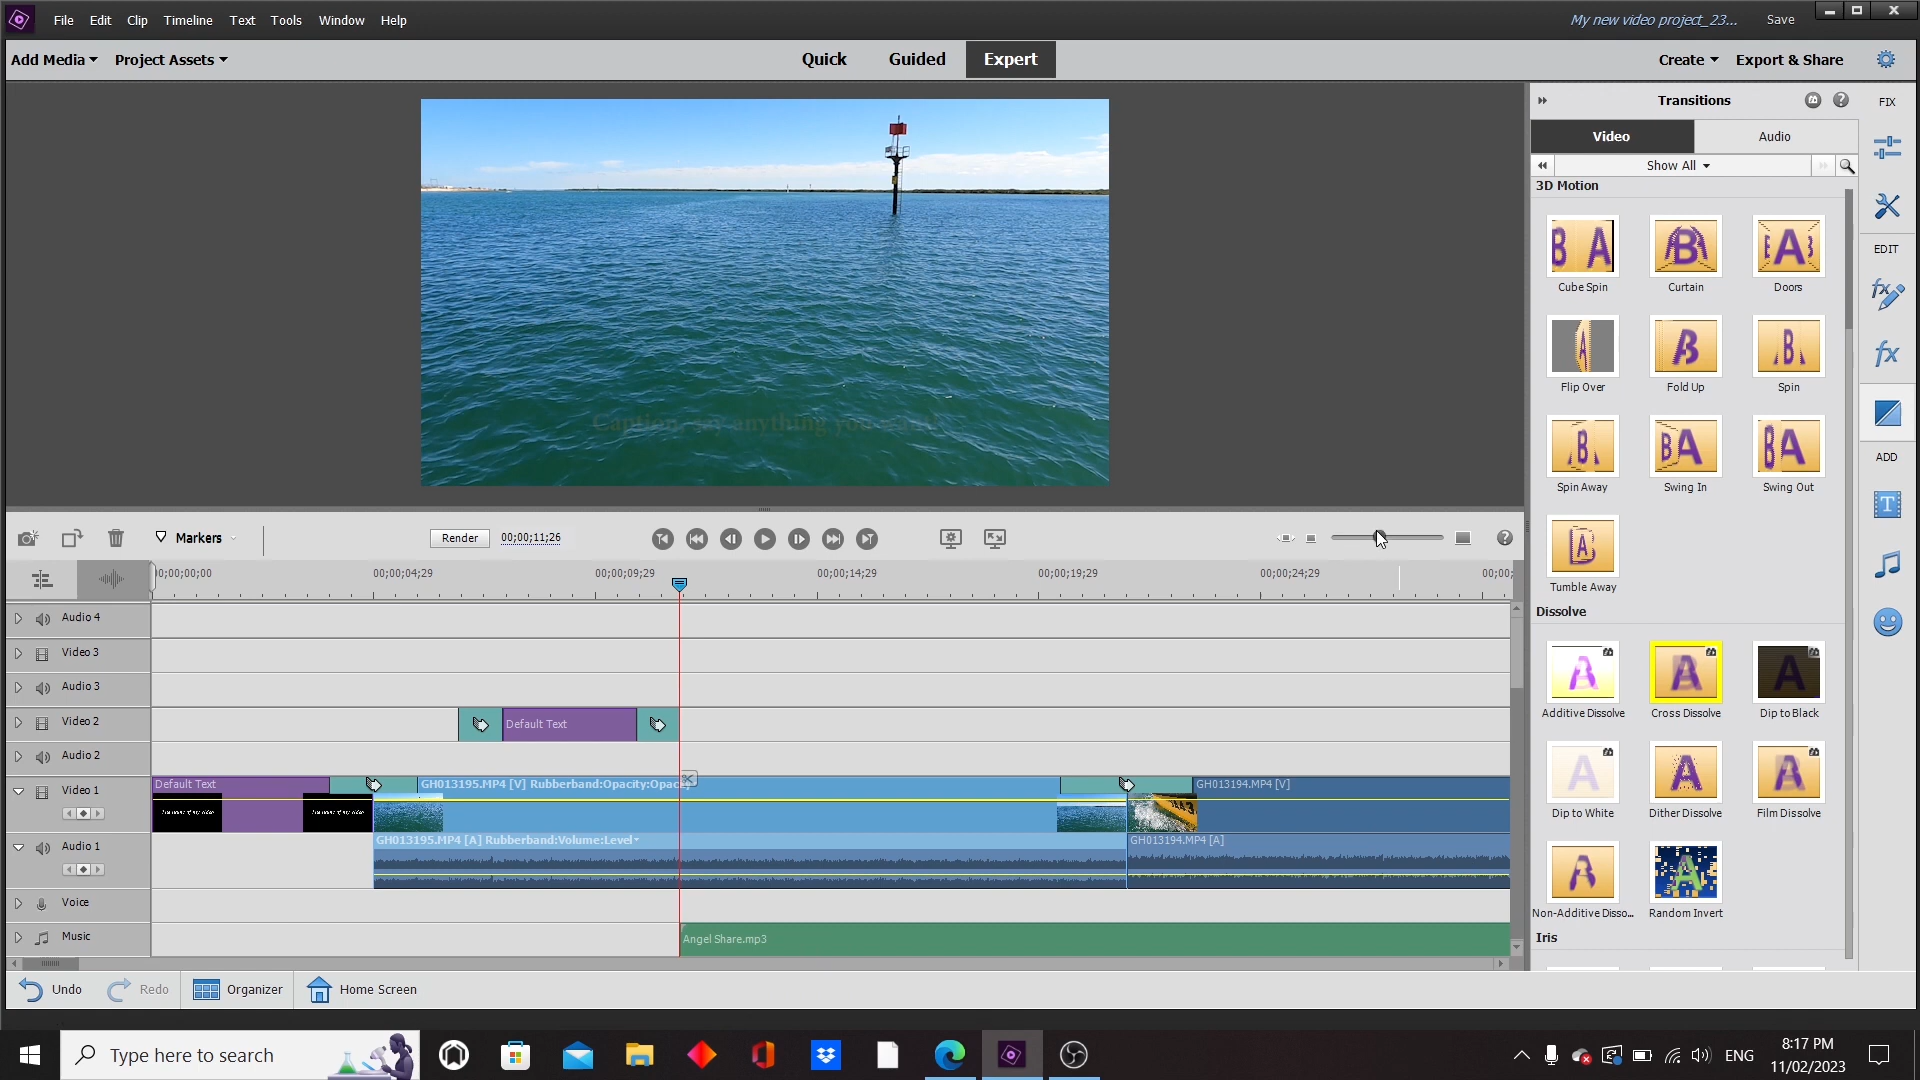 File Edit Clip Timeline Text Tools Window Help
My new video project_23... Save
Add Media Project Assets
Quick Guided Expert
Create Export & Share
Transitions
FIX
Video Audio
Show All
3D Motion
Cube Spin Curtain Doors
EDIT
Flip Over Fold Up Spin
Spin Away Swing In Swing Out
ADD
Tumble Away
Dissolve
Additive Dissolve Cross Dissolve Dip to Black
Dip to White Dither Dissolve Film Dissolve
Non-Additive Disso... Random Invert
Iris
Caption, say anything you want!
Markers
Render 00;00;11;26
00;00;00;00 00;00;04;29 00;00;09;29 00;00;14;29 00;00;19;29 00;00;24;29 00;00;
Audio 4
Video 3
Audio 3
Video 2
Default Text
Audio 2
Video 1
Default Text GH013195.MP4 [V] Rubberband:Opacity:Opac GH013194.MP4 [V]
Audio 1
GH013195.MP4 [A] Rubberband:Volume:Level GH013194.MP4 [A]
Voice
Music
Angel Share.mp3
Undo Redo Organizer Home Screen
Type here to search
ENG
8:17 PM
11/02/2023